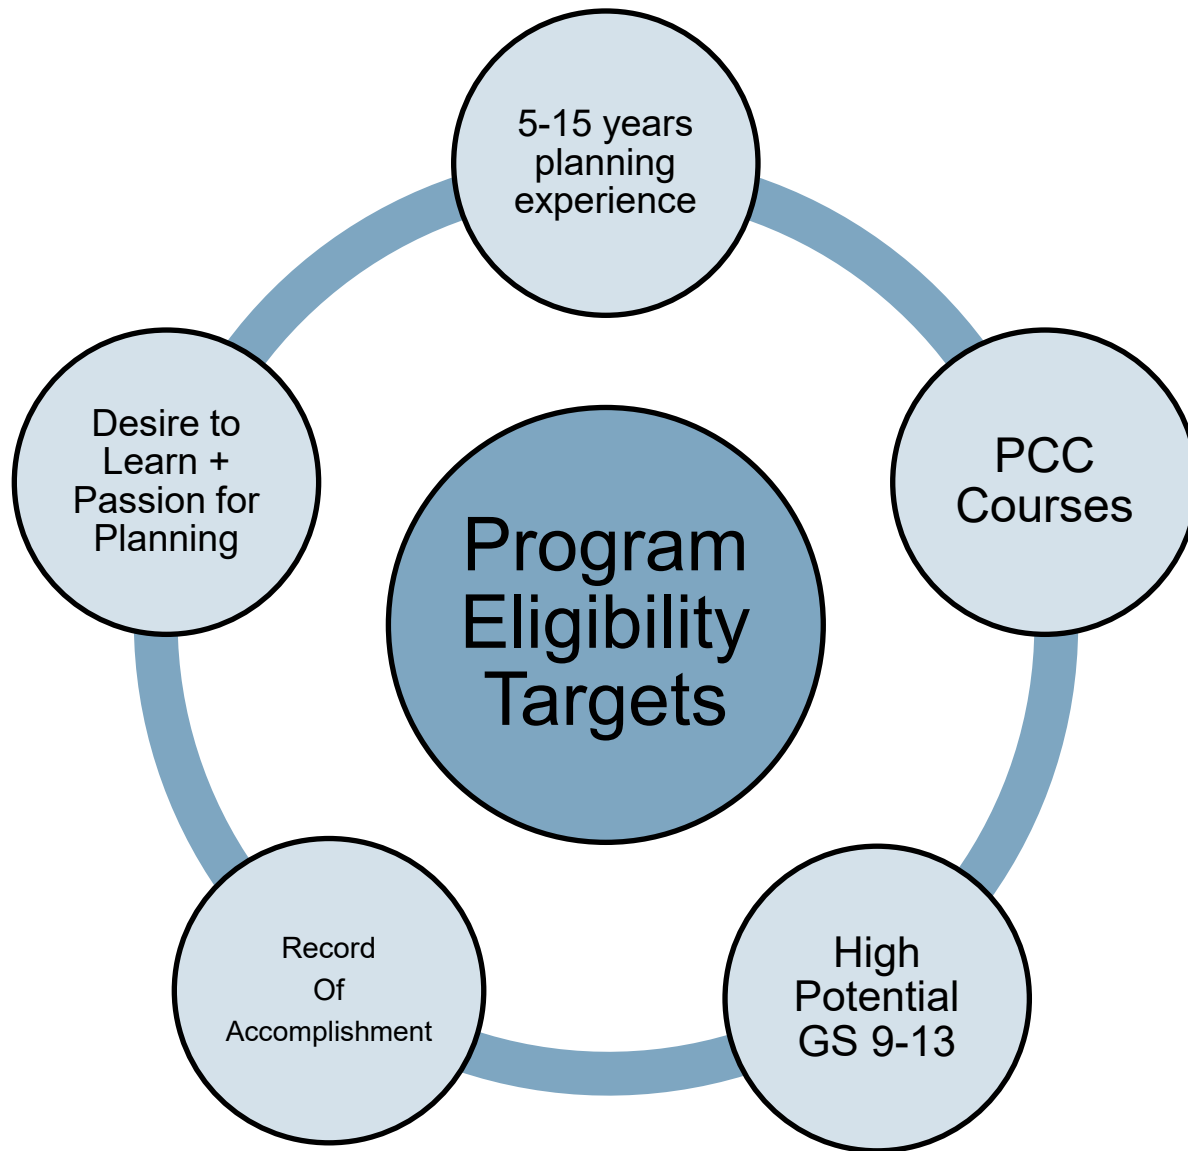 5-15 years
planning
experience
PCC
Courses
High
Potential
GS 9-13
Record
Of
Accomplishment
Desire to
Learn +
Passion for
Planning
Program
Eligibility
Targets